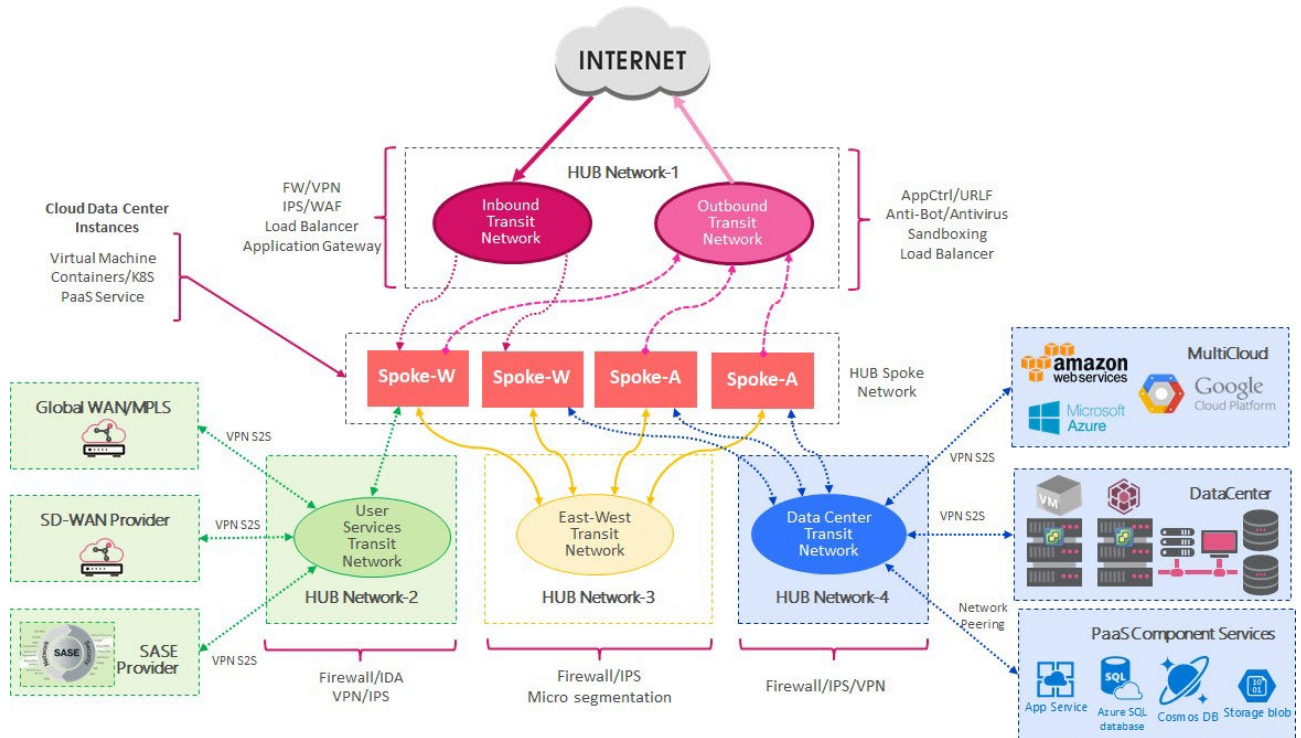 INTERNET
HUB Network-1
FW/VPN
IPS/WAF
Load Balancer
Application Gateway
Inbound
Transit
Network
Outbound
Transit
Network
AppCtrl/URLF
Anti-Bot/Antivirus
Sandboxing
Load Balancer
Cloud Data Center
Instances
Virtual Machine
Containers/K8S
PaaS Service
Spoke-W
Spoke-W
Spoke-A
Spoke-A
HUB Spoke
Network
Global WAN/MPLS
VPN S2S
SD-WAN Provider
VPN S2S
SASE
Network
Security
SASE
Provider
VPN S2S
User
Services
Transit
Network
HUB Network-2
East-West
Transit
Network
HUB Network-3
Data Center
Transit
Network
HUB Network-4
Firewall/IDA
VPN/IPS
Firewall/IPS
Micro segmentation
Firewall/IPS/VPN
MultiCloud
amazon
webservices
Google
Cloud Platform
Microsoft
Azure
VPN S2S
DataCenter
VM
VPN S2S
Network
Peering
PaaS Component Services
SQL
10
01
App Service
Azure SQL
database
Cosmos DB
Storage blob